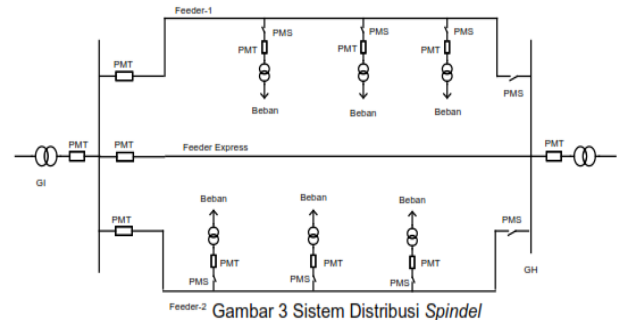 Feeder-1
PMS
PMS
PMS
PMT
PMT
PMT
PMT
Beban
Beban
Beban
PMS
PMT
PMT
Feeder Express
PMT
GI
Beban
Beban
Beban
PMT
PMS
PMT
PMT
PMT
PMS
PMS
GH
Feeder-2
Gambar 3 Sistem Distribusi Spindel